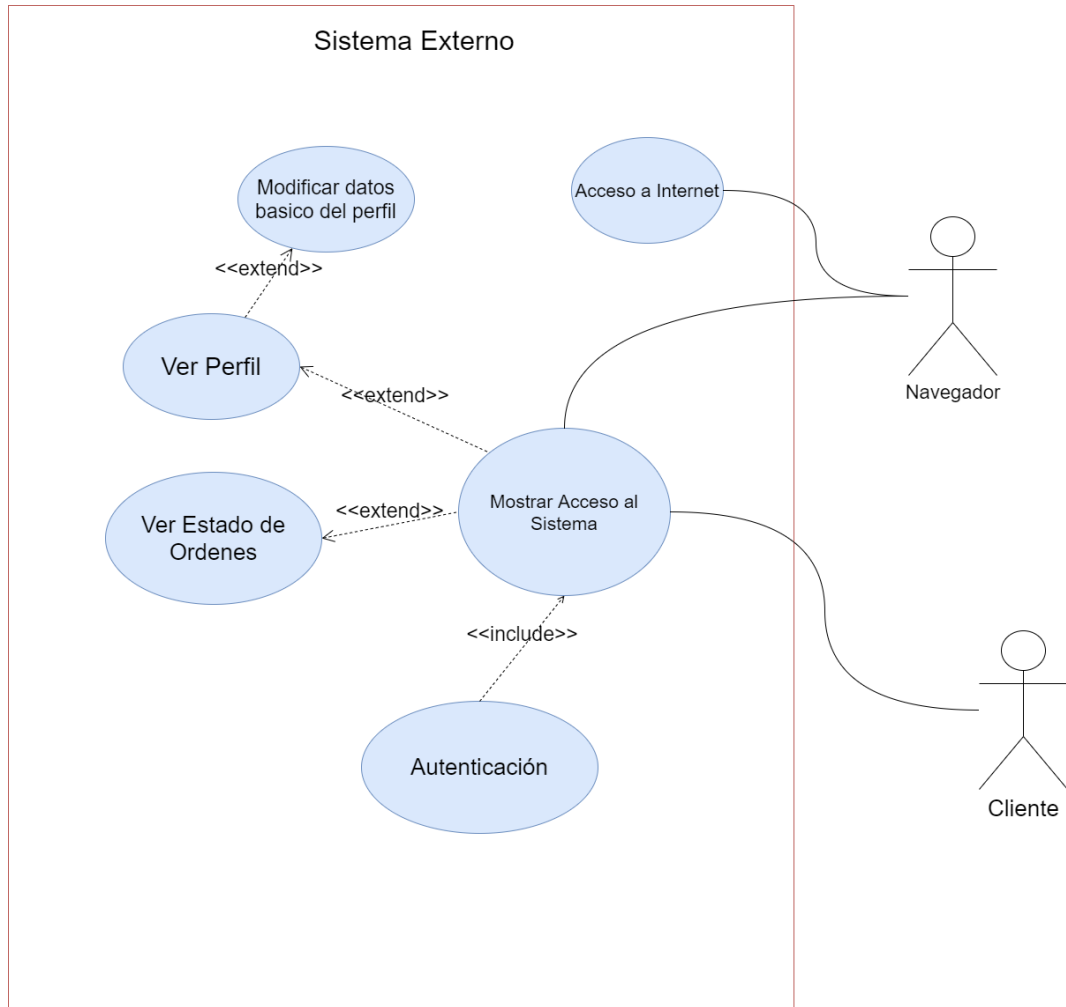 Sistema Externo
Modificar datos
basico del perfil
Acceso a Internet
<<extend>>
Ver Perfil
<<extend>>
Navegador
Mostrar Acceso al
Sistema
<<extend>>
Ver Estado de
Ordenes
<<include>>
Autenticación
Cliente